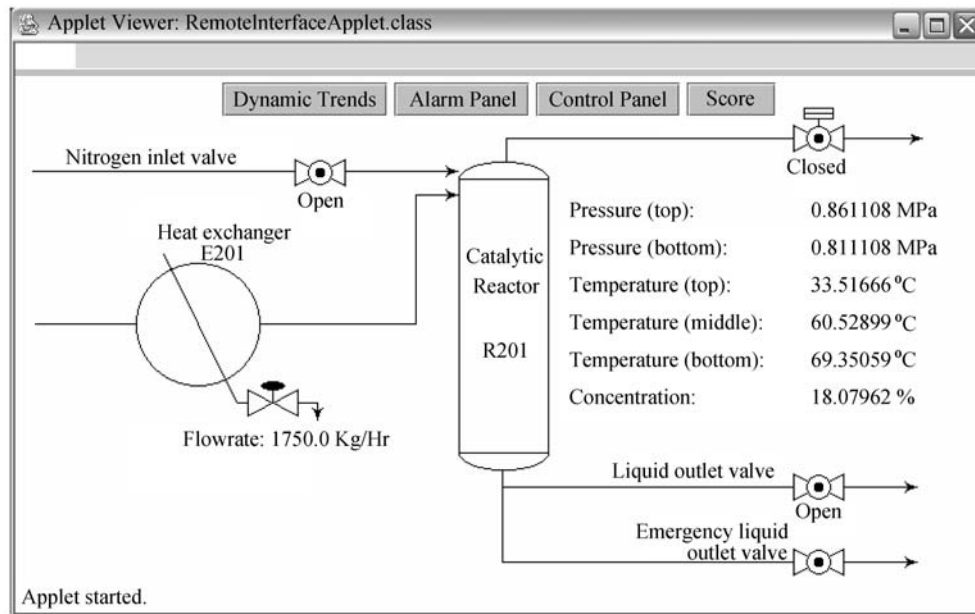 Applet Viewer: RemoteInterfaceApplet.class
Dynamic Trends
Alarm Panel
Control Panel
Score
Nitrogen inlet valve
Open
Closed
Heat exchanger
E201
Flowrate: 1750.0 Kg/Hr
Catalytic
Reactor
R201
Pressure (top): 0.861108 MPa
Pressure (bottom): 0.811108 MPa
Temperature (top): 33.51666 °C
Temperature (middle): 60.52899 °C
Temperature (bottom): 69.35059 °C
Concentration: 18.07962 %
Liquid outlet valve
Open
Emergency liquid
outlet valve
Applet started.